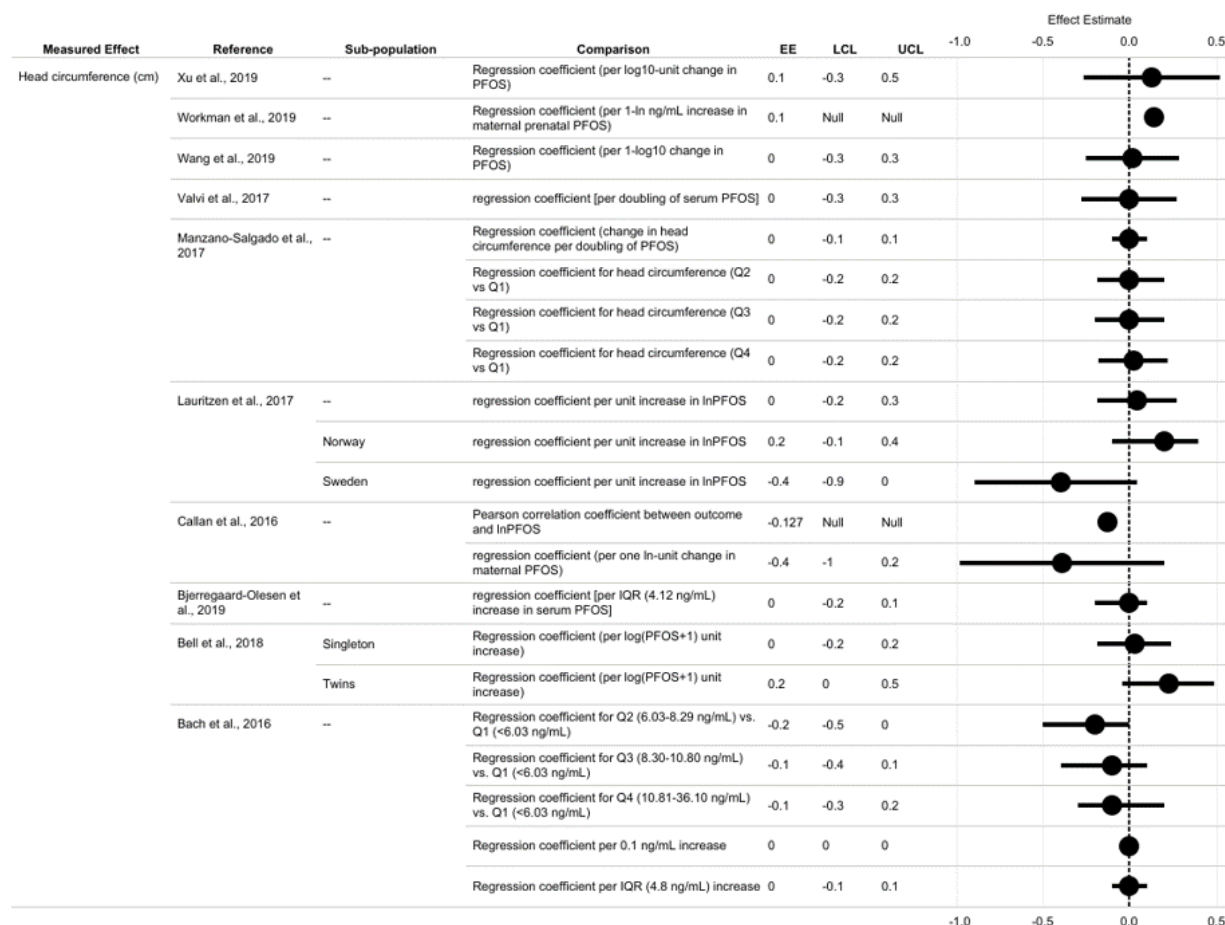 Effect Estimate
Measured Effect Reference Sub-population Comparison EE LCL UCL -1.0 -0.5 0.0 0.5
Head circumference (cm) Xu et al., 2019 -- Regression coefficient (per log10-unit change in 0.1 -0.3 0.5
PFOS)
Workman et al., 2019 -- Regression coefficient (per 1-ln ng/mL increase in 0.1 Null Null
maternal prenatal PFOS)
Wang et al., 2019 -- Regression coefficient (per 1-log10 change in 0 -0.3 0.3
PFOS)
Valvi et al., 2017 -- regression coefficient [per doubling of serum PFOS] 0 -0.3 0.3
Manzano-Salgado et al., -- Regression coefficient (change in head 0 -0.1 0.1
2017 circumference per doubling of PFOS)
Regression coefficient for head circumference (Q2 0 -0.2 0.2
vs Q1)
Regression coefficient for head circumference (Q3 0 -0.2 0.2
vs Q1)
Regression coefficient for head circumference (Q4 0 -0.2 0.2
vs Q1)
Lauritzen et al., 2017 -- regression coefficient per unit increase in lnPFOS 0 -0.2 0.3
Norway regression coefficient per unit increase in lnPFOS 0.2 -0.1 0.4
Sweden regression coefficient per unit increase in lnPFOS -0.4 -0.9 0
Callan et al., 2016 -- Pearson correlation coefficient between outcome -0.127 Null Null
and lnPFOS
regression coefficient (per one ln-unit change in -0.4 -1 0.2
maternal PFOS)
Bjerregaard-Olesen et -- regression coefficient [per IQR (4.12 ng/mL) 0 -0.2 0.1
al., 2019 increase in serum PFOS]
Bell et al., 2018 Singleton Regression coefficient (per log(PFOS+1) unit 0 -0.2 0.2
increase)
Twins Regression coefficient (per log(PFOS+1) unit 0.2 0 0.5
increase)
Bach et al., 2016 -- Regression coefficient for Q2 (6.03-8.29 ng/mL) vs. -0.2 -0.5 0
Q1 (<6.03 ng/mL)
Regression coefficient for Q3 (8.30-10.80 ng/mL) -0.1 -0.4 0.1
vs. Q1 (<6.03 ng/mL)
Regression coefficient for Q4 (10.81-36.10 ng/mL) -0.1 -0.3 0.2
vs. Q1 (<6.03 ng/mL)
Regression coefficient per 0.1 ng/mL increase 0 0 0
Regression coefficient per IQR (4.8 ng/mL) increase 0 -0.1 0.1
-1.0 -0.5 0.0 0.5